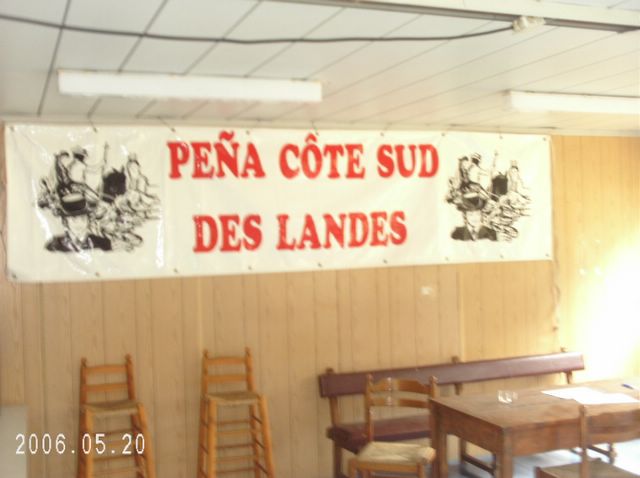 PEÑA CÔTE SUD
DES LANDES
2006.05.20